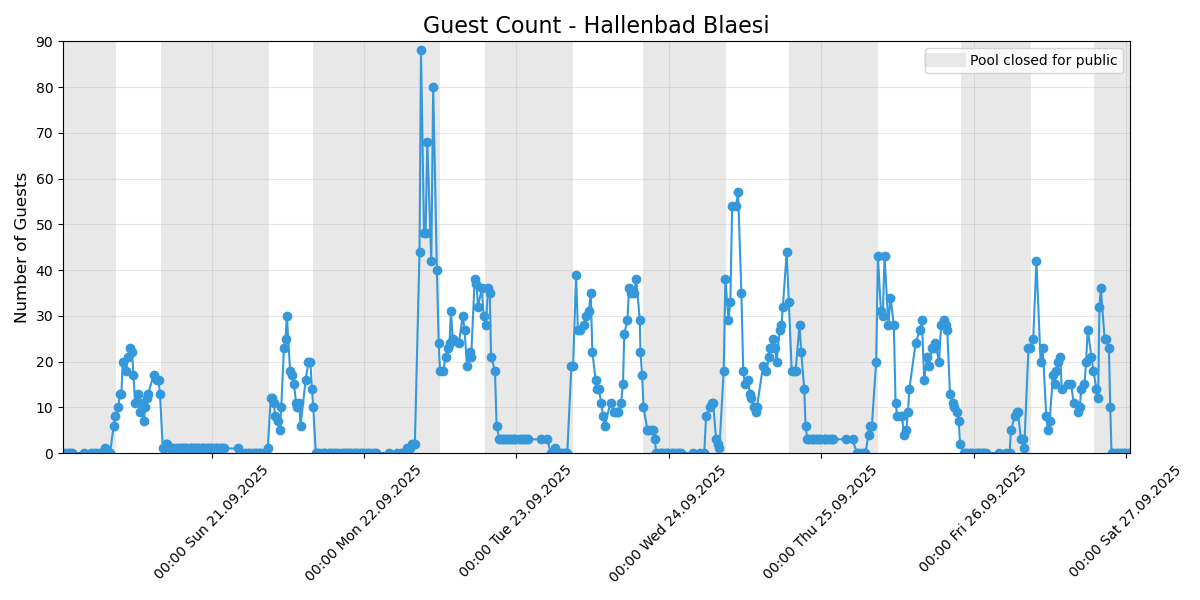 Guest Count - Hallenbad Blaesi
Pool closed for public
Number of Guests
90
80
70
60
50
40
30
20
10
0
00:00 Sun 21.09.2025
00:00 Mon 22.09.2025
00:00 Tue 23.09.2025
00:00 Wed 24.09.2025
00:00 Thu 25.09.2025
00:00 Fri 26.09.2025
00:00 Sat 27.09.2025